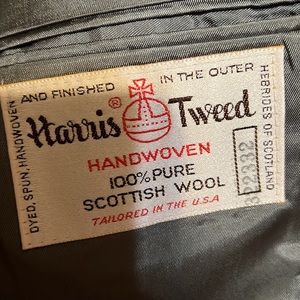 DYED, SPUN, HANDWOVEN AND FINISHED IN THE OUTER HEBRIDES OF SCOTLAND
Harris® Tweed
HANDWOVEN
100% PURE
SCOTTISH WOOL
TAILORED IN THE U.S.A